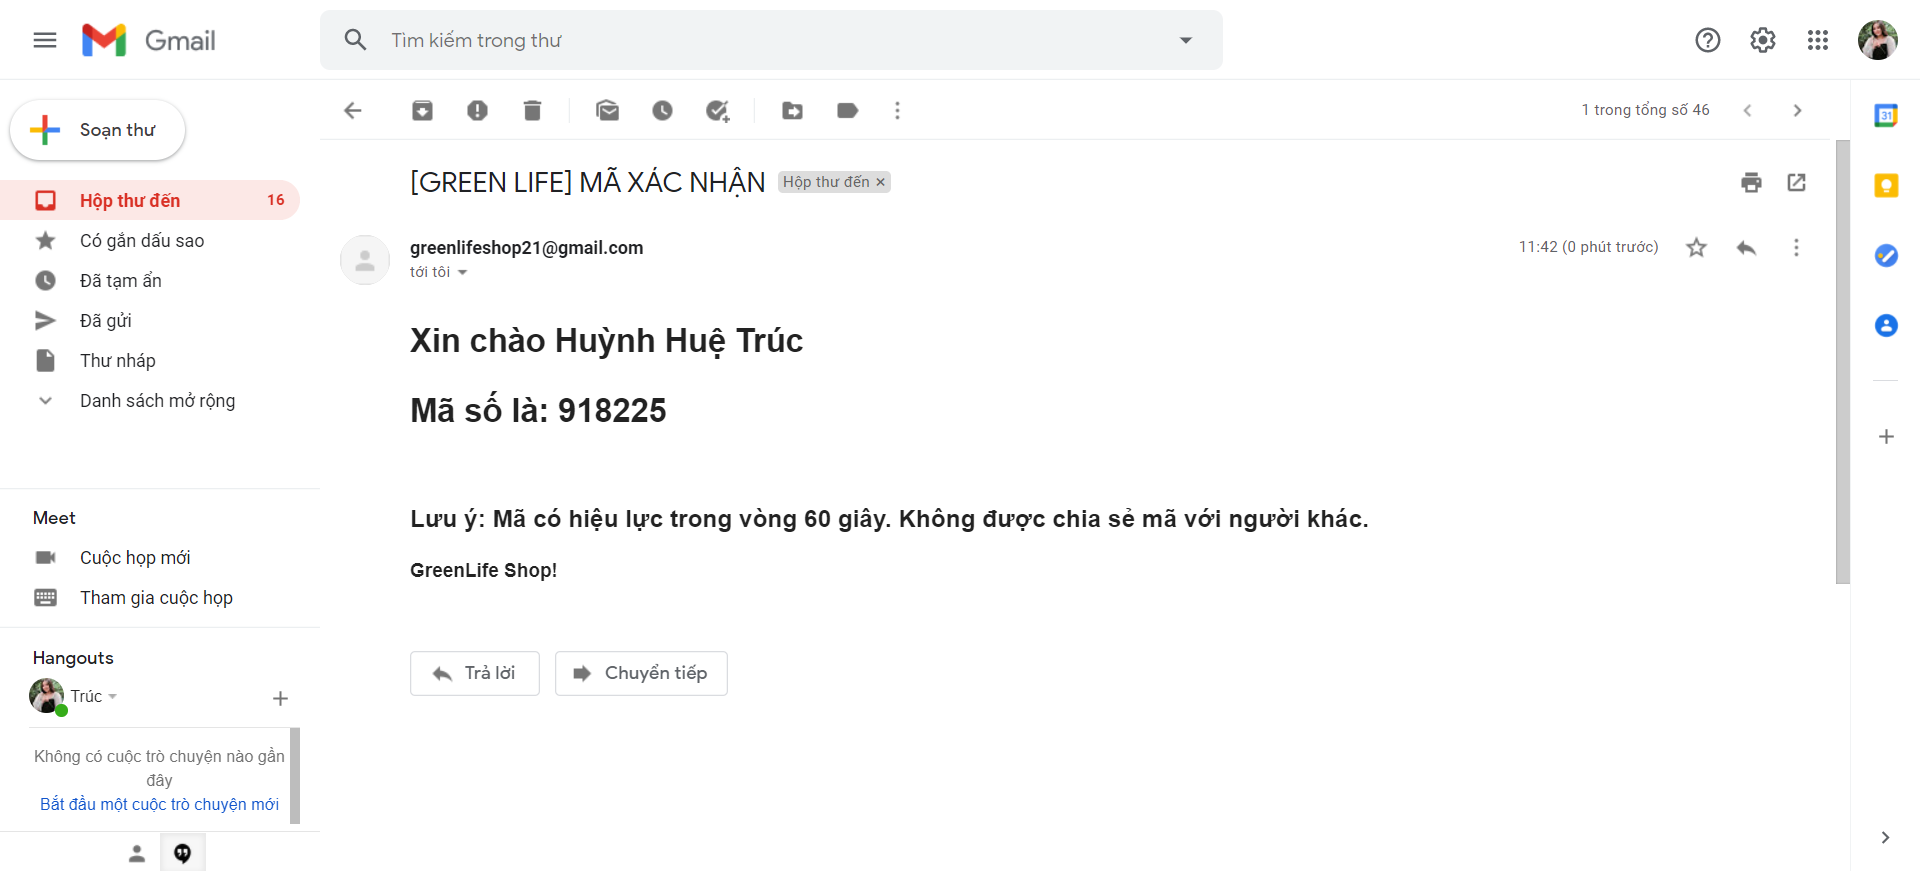 Gmail
Tìm kiếm trong thư
Soạn thư
1 trong tổng số 46
31
Hộp thư đến 16
Có gắn dấu sao
Đã tạm ẩn
Đã gửi
Thư nháp
Danh sách mở rộng
[GREEN LIFE] MÃ XÁC NHẬN Hộp thư đến ×
greenlifeshop21@gmail.com 11:42 (0 phút trước)
tới tôi
Xin chào Huỳnh Huệ Trúc
Mã số là: 918225
Lưu ý: Mã có hiệu lực trong vòng 60 giây. Không được chia sẻ mã với người khác.
GreenLife Shop!
Trả lời
Chuyển tiếp
Meet
Cuộc họp mới
Tham gia cuộc họp
Hangouts
Trúc
Không có cuộc trò chuyện nào gần
đây
Bắt đầu một cuộc trò chuyện mới